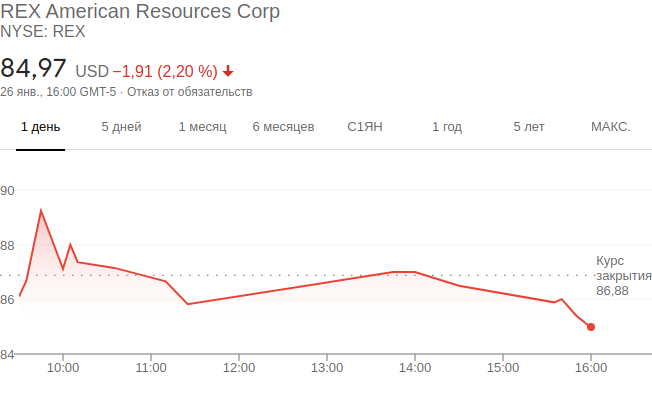 REX American Resources Corp
NYSE: REX
84,97 USD −1,91 (2,20 %)
26 янв., 16:00 GMT-5 · Отказ от обязательств
1 день 5 дней 1 месяц 6 месяцев С1ЯН 1 год 5 лет МАКС.
90
88
Курс
закрытия
86,88
86
84
10:00 11:00 12:00 13:00 14:00 15:00 16:00